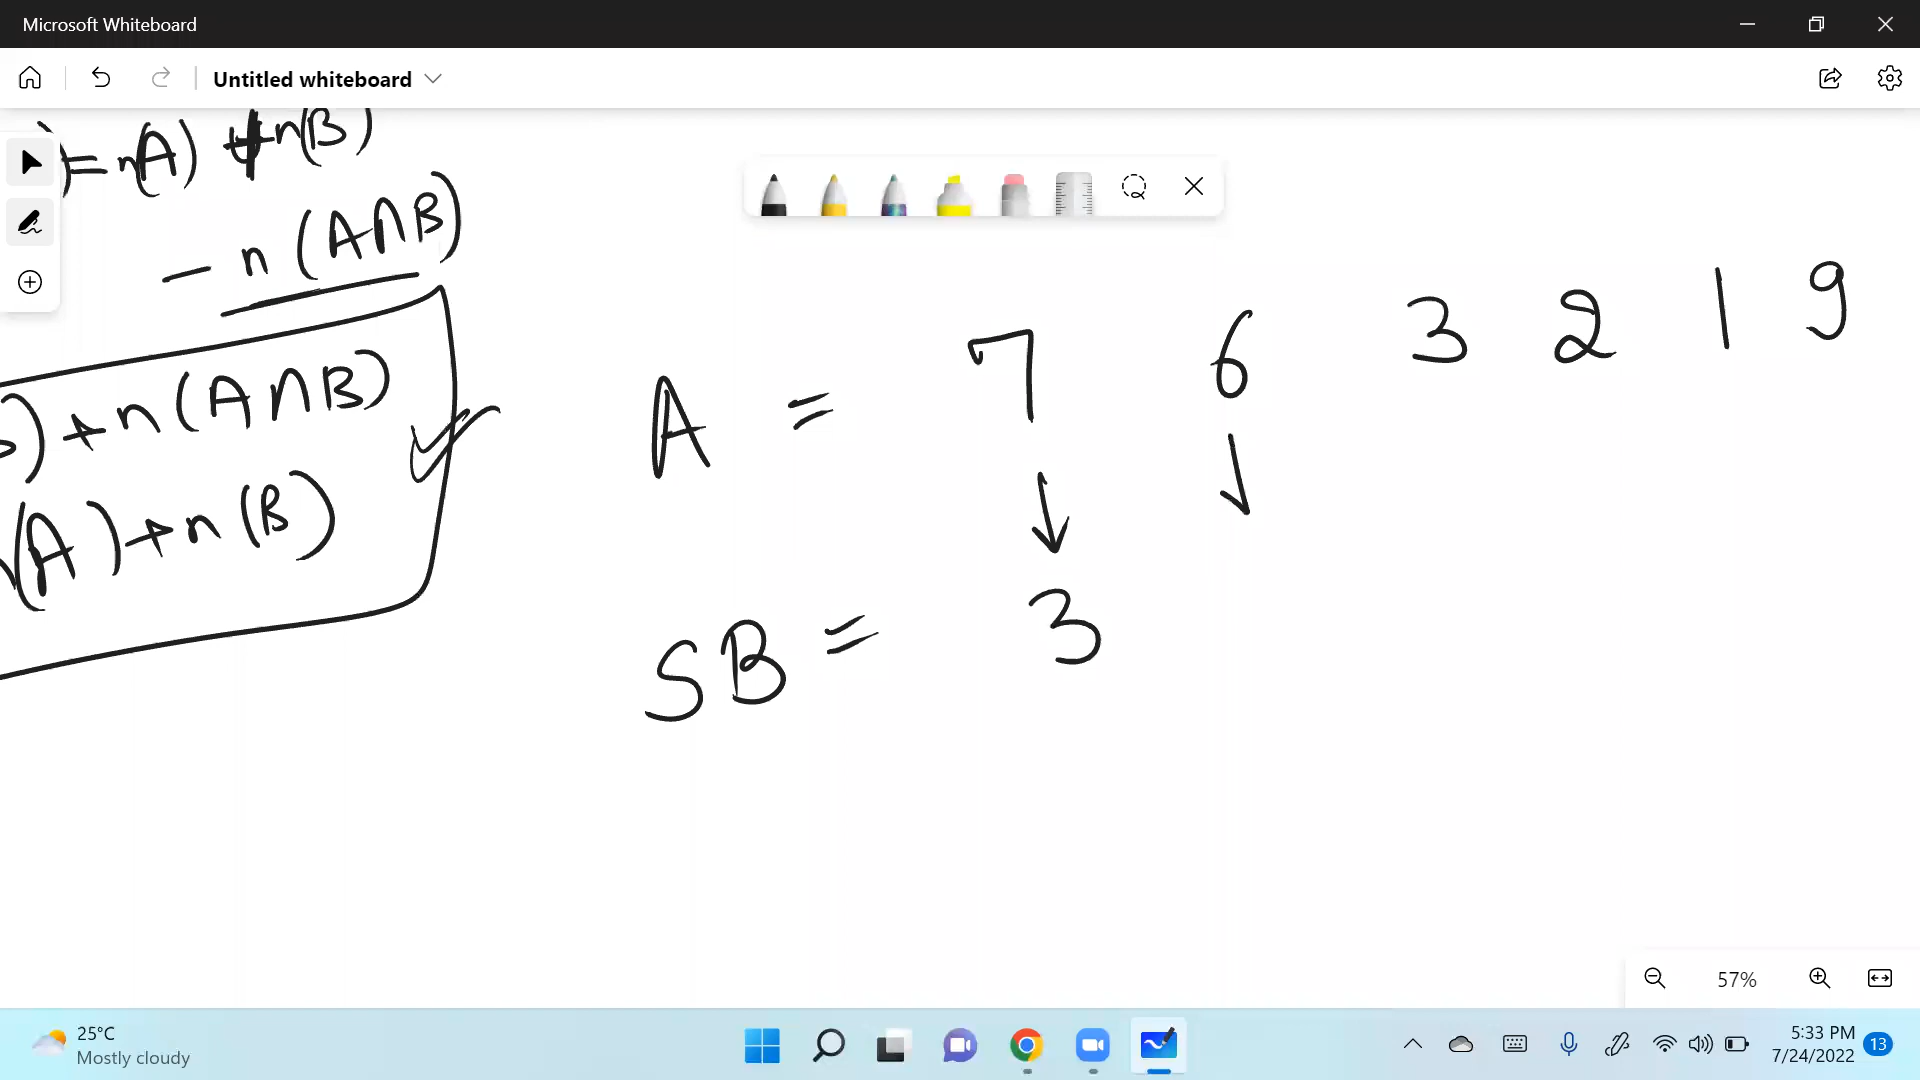 Microsoft Whiteboard
Untitled whiteboard
) = n(A) + n(B)
- n (A∩B)
) + n (A∩B)
(A) + n (B)
A = 7 6 3 2 1 9
SB = 3
57%
25°C
Mostly cloudy
5:33 PM
7/24/2022
13